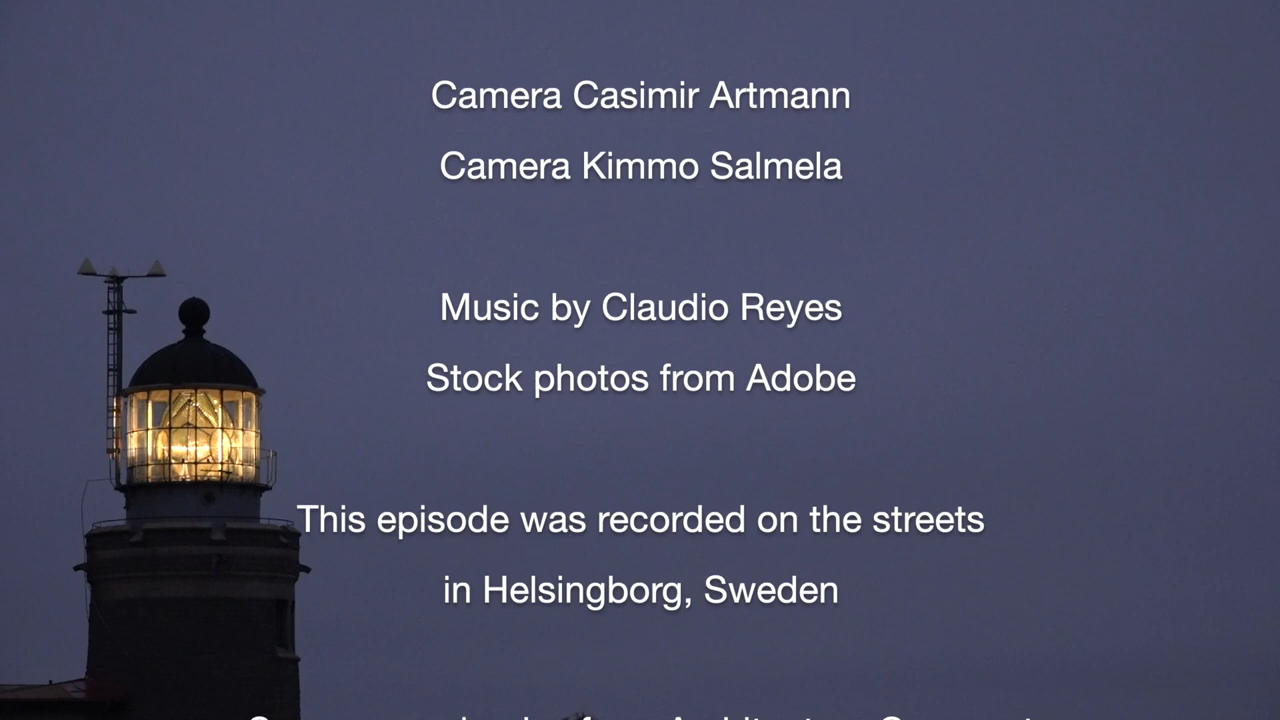 Camera Casimir Artmann
Camera Kimmo Salmela
Music by Claudio Reyes
Stock photos from Adobe
This episode was recorded on the streets
in Helsingborg, Sweden